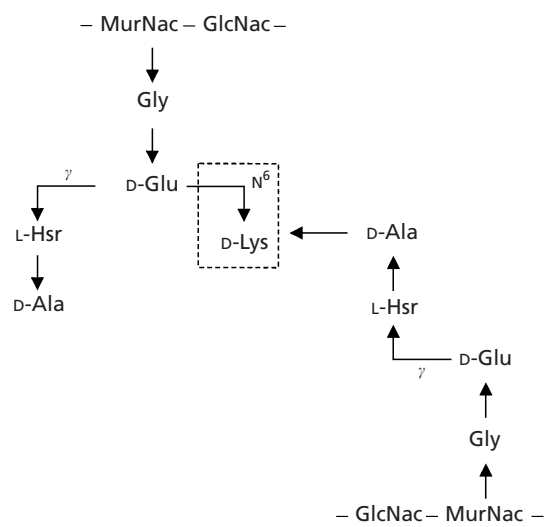 – MurNac – GlcNac –
Gly
γ D-Glu N⁶
L-Hsr D-Lys D-Ala
D-Ala L-Hsr
γ D-Glu
Gly
– GlcNac – MurNac –